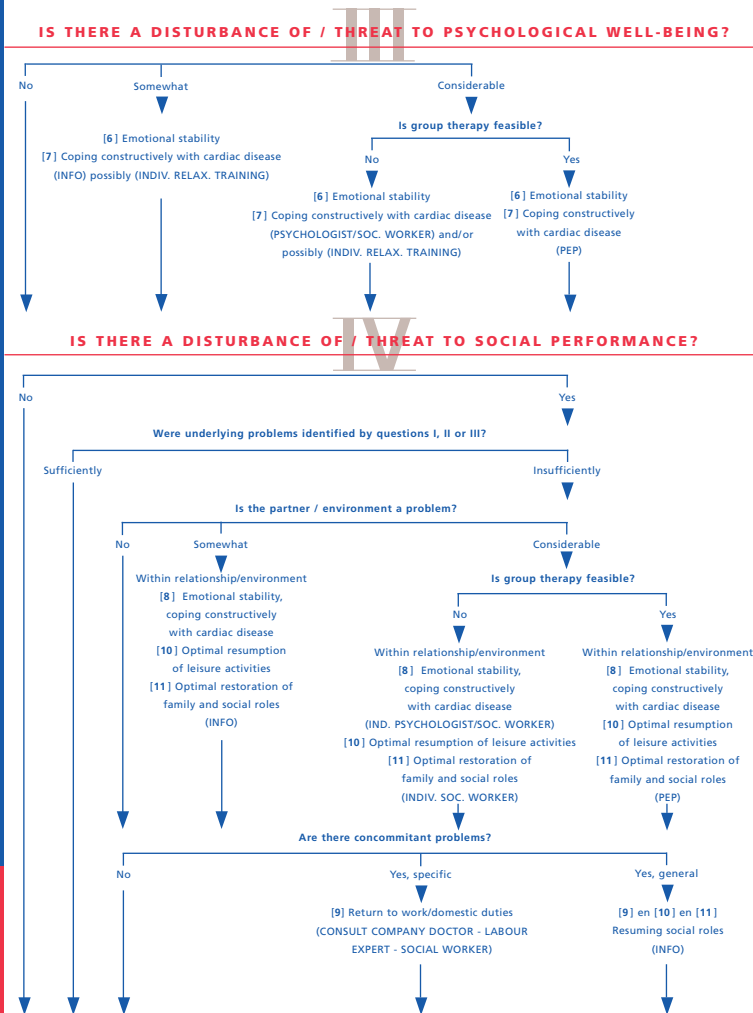 III
IS THERE A DISTURBANCE OF / THREAT TO PSYCHOLOGICAL WELL-BEING?
No
Somewhat
Considerable
Is group therapy feasible?
[6] Emotional stability
[7] Coping constructively with cardiac disease
(INFO) possibly (INDIV. RELAX. TRAINING)
No
Yes
[6] Emotional stability
[7] Coping constructively with cardiac disease
(PSYCHOLOGIST/SOC. WORKER) and/or
possibly (INDIV. RELAX. TRAINING)
[6] Emotional stability
[7] Coping constructively
with cardiac disease
(PEP)
IV
IS THERE A DISTURBANCE OF / THREAT TO SOCIAL PERFORMANCE?
No
Yes
Were underlying problems identified by questions I, II or III?
Sufficiently
Insufficiently
Is the partner / environment a problem?
No
Somewhat
Considerable
Within relationship/environment
[8] Emotional stability,
coping constructively
with cardiac disease
[10] Optimal resumption
of leisure activities
[11] Optimal restoration of
family and social roles
(INFO)
Is group therapy feasible?
No
Yes
Within relationship/environment
[8] Emotional stability,
coping constructively
with cardiac disease
(IND. PSYCHOLOGIST/SOC. WORKER)
[10] Optimal resumption of leisure activities
[11] Optimal restoration of
family and social roles
(INDIV. SOC. WORKER)
Within relationship/environment
[8] Emotional stability,
coping constructively
with cardiac disease
[10] Optimal resumption
of leisure activities
[11] Optimal restoration of
family and social roles
(PEP)
Are there concommitant problems?
No
Yes, specific
Yes, general
[9] Return to work/domestic duties
(CONSULT COMPANY DOCTOR - LABOUR
EXPERT - SOCIAL WORKER)
[9] en [10] en [11]
Resuming social roles
(INFO)